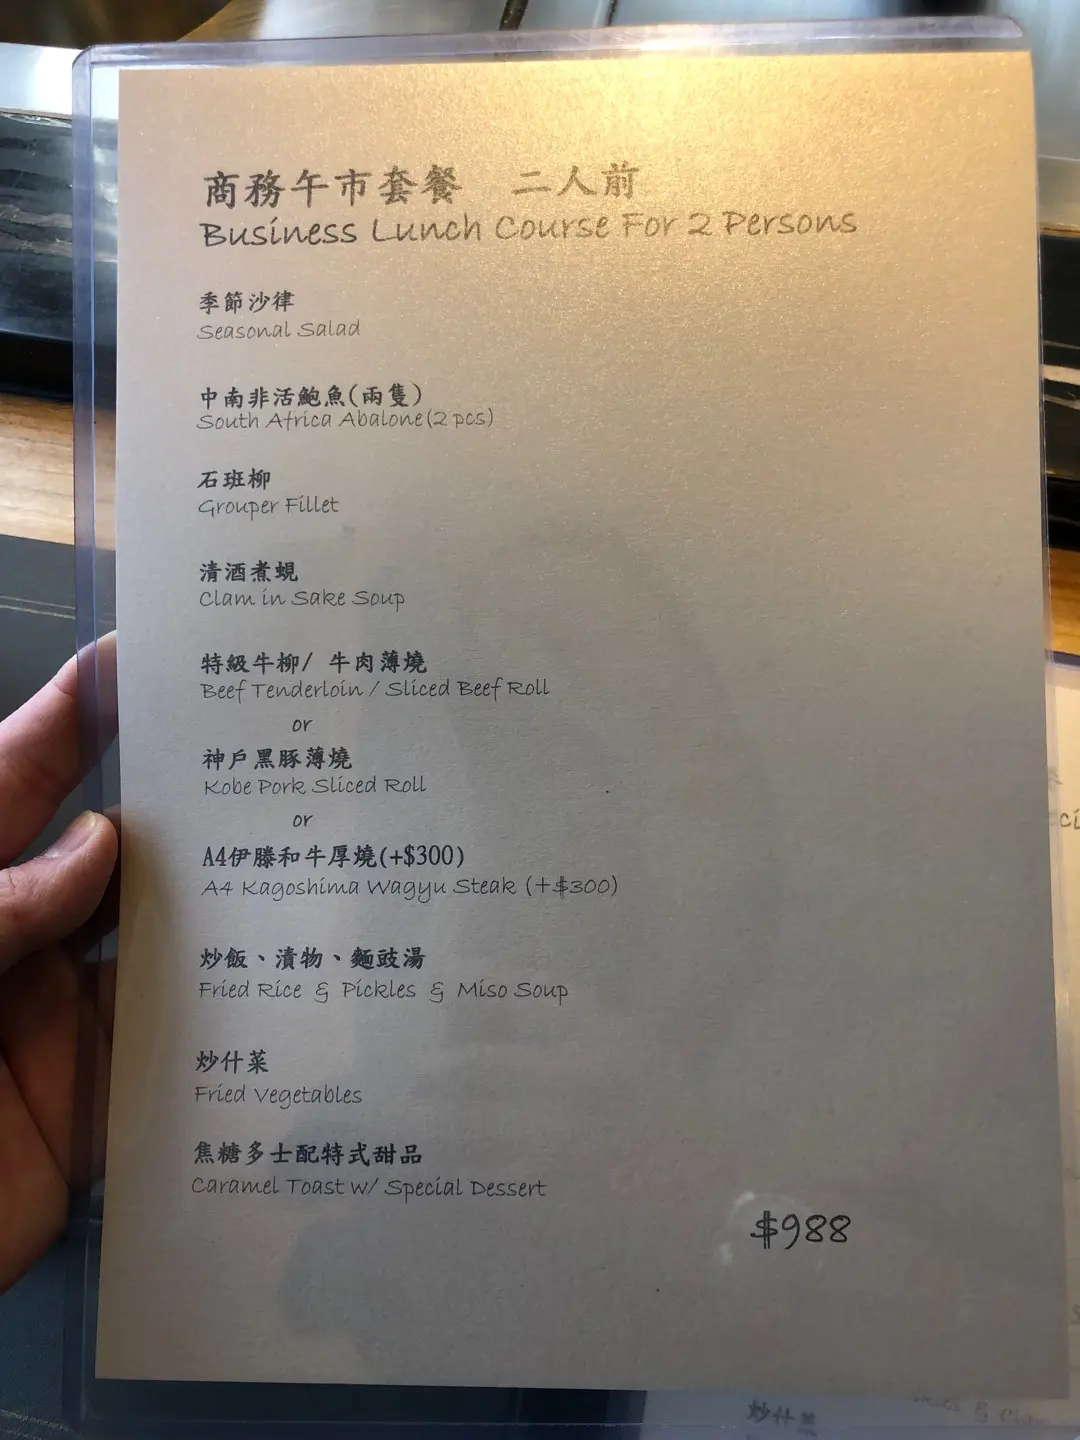 商務午市套餐 二人前
Business Lunch Course For 2 Persons
季節沙律
Seasonal Salad
中南非活鮑魚(兩隻)
South Africa Abalone(2 pcs)
石班柳
Grouper Fillet
清酒煮蜆
Clam in Sake Soup
特級牛柳/ 牛肉薄燒
Beef Tenderloin / Sliced Beef Roll
or
神戶黑豚薄燒
Kobe Pork Sliced Roll
or
A4伊滕和牛厚燒(+$300)
A4 Kagoshima Wagyu Steak (+$300)
炒飯、漬物、麵豉湯
Fried Rice & Pickles & Miso Soup
炒什菜
Fried Vegetables
焦糖多士配特式甜品
Caramel Toast w/ Special Dessert
$988
炒什菜